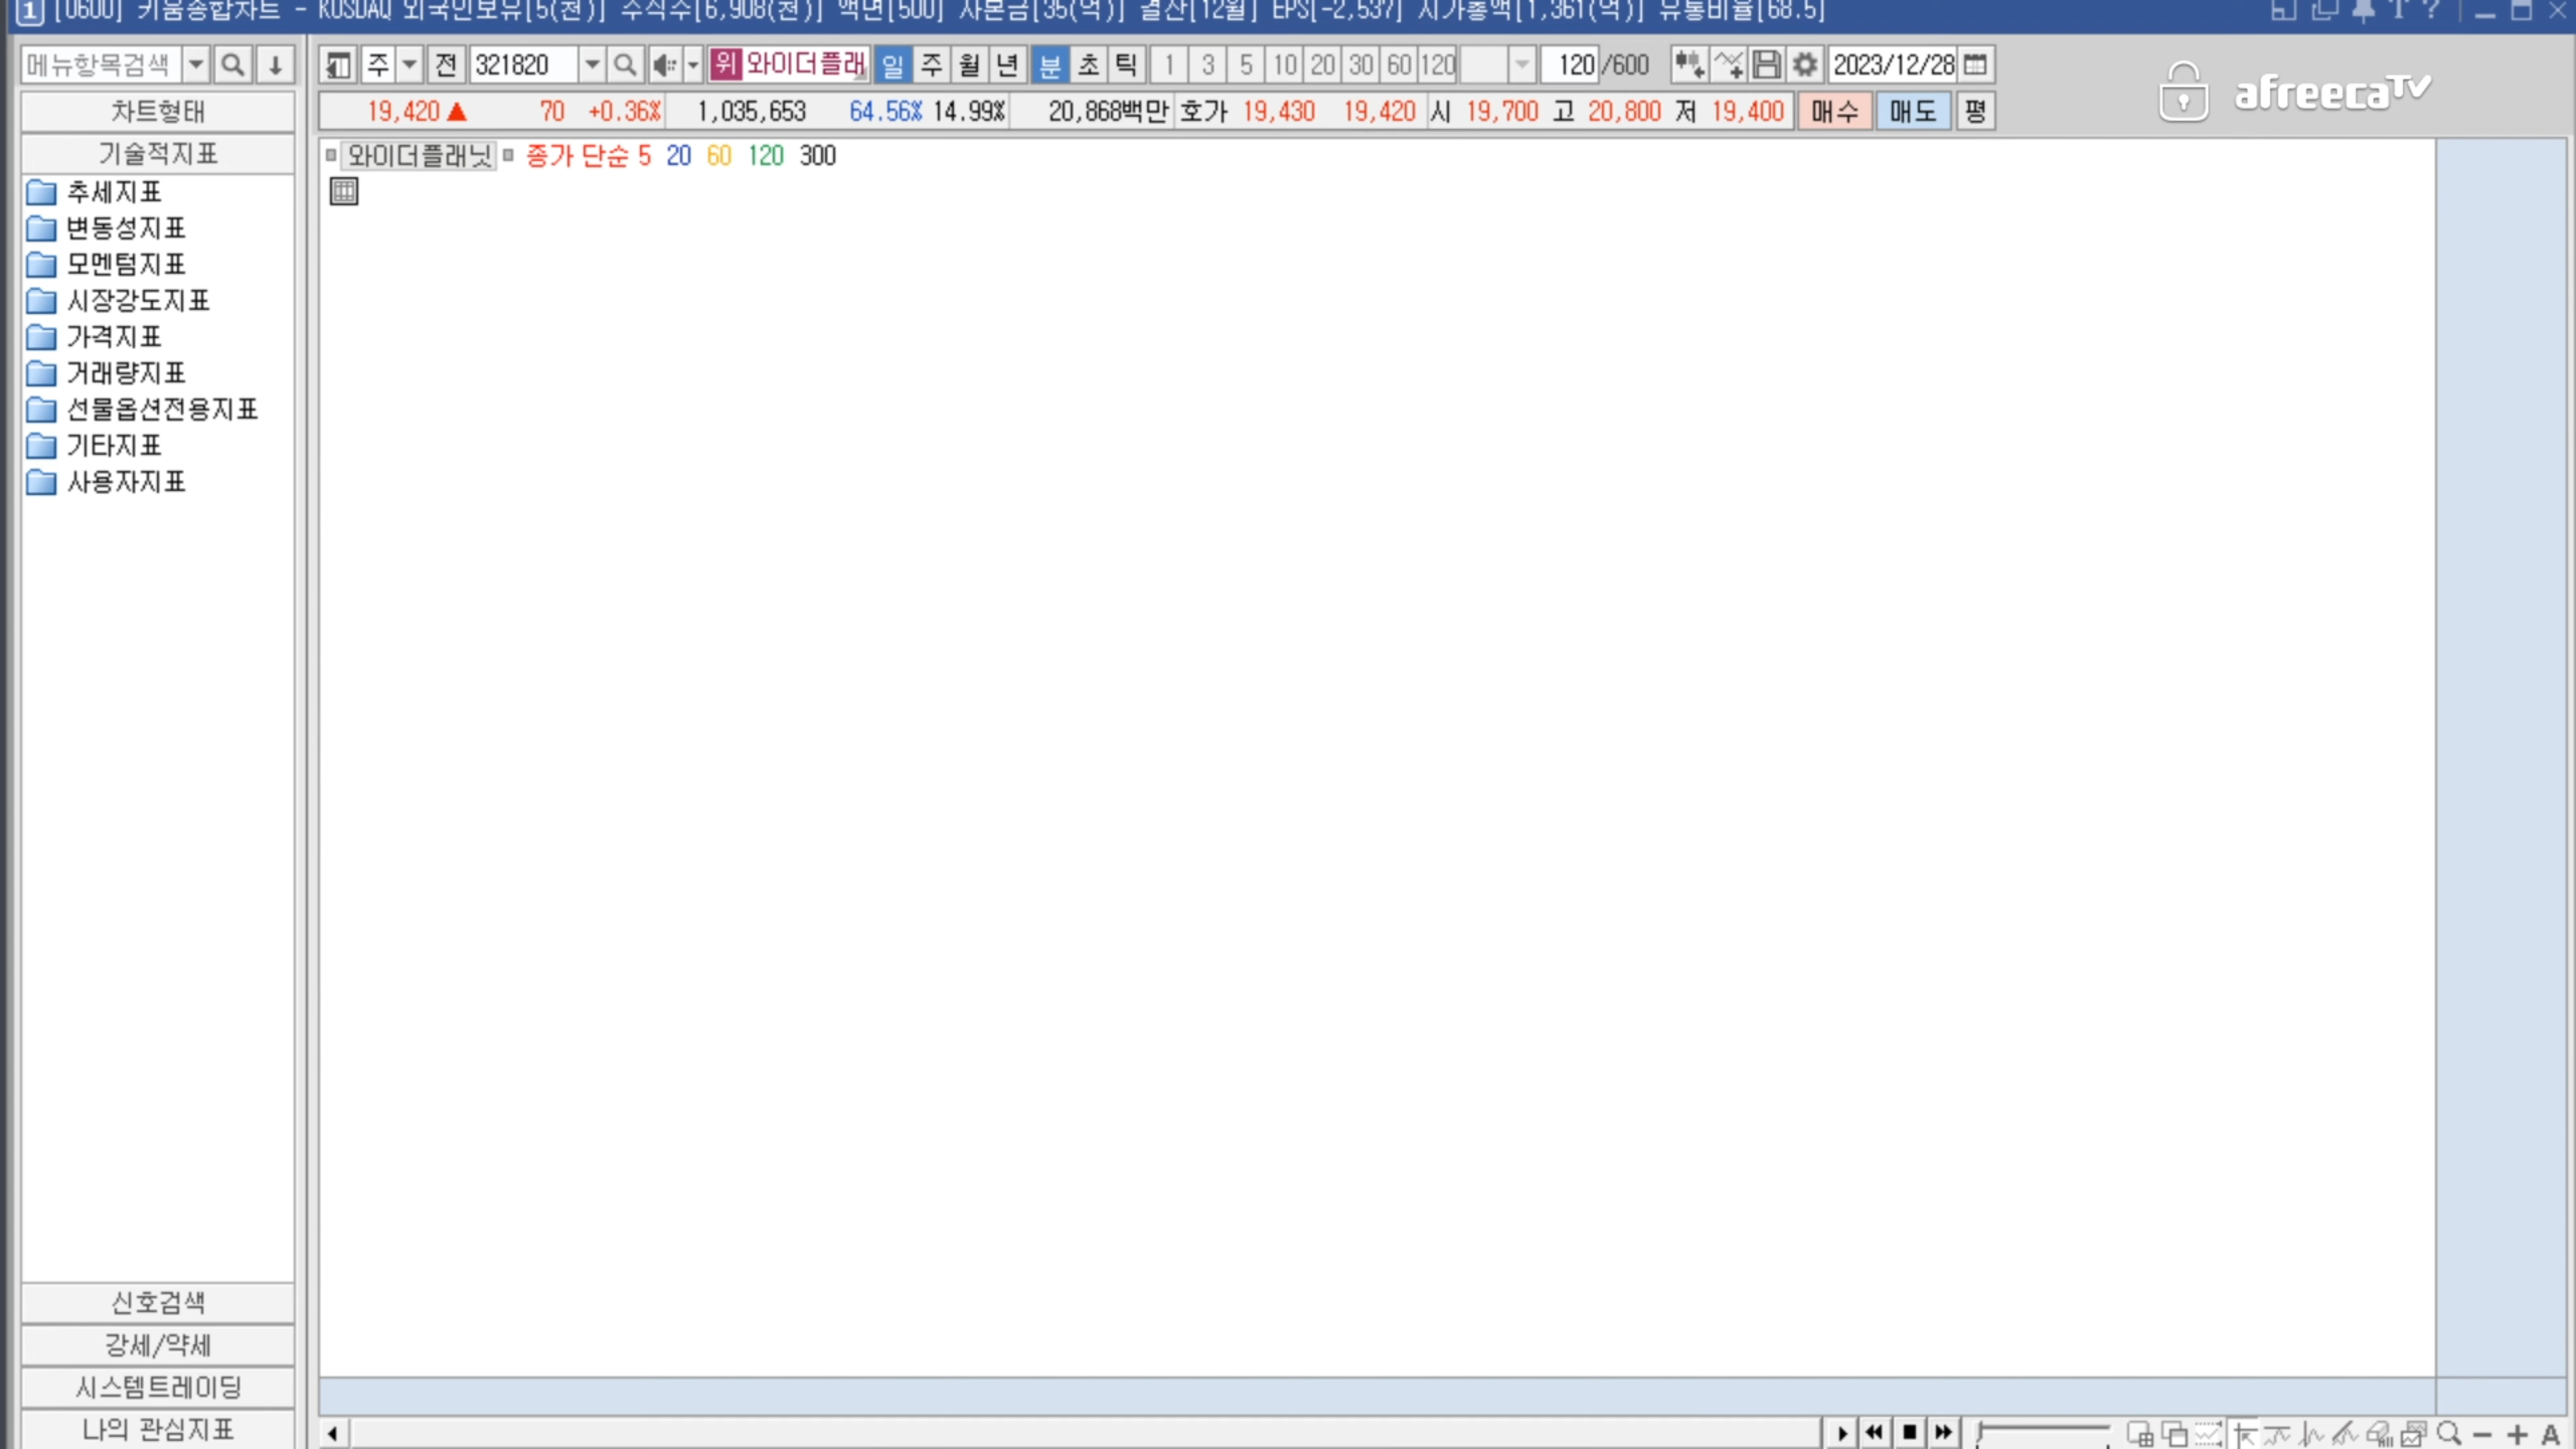 1 [0600] 키움종합차트 - KOSDAQ 외국인보유[5(천)] 주식수[6,908(천)] 액면[500] 자본금[35(억)] 결산[12월] EPS[-2,537] 시가총액[1,361(억)] 유통비율[68.5]
메뉴항목검색 주 전 321820 위 와이더플래 일 주 월 년 분 초 틱 1 3 5 10 20 30 60 120 120 /600 2023/12/28
afreecaTV
차트형태
19,420 ▲ 70 +0.36% 1,035,653 64.56% 14.99% 20,868백만 호가 19,430 19,420 시 19,700 고 20,800 저 19,400 매수 매도 평
기술적지표
와이더플래닛 종가 단순 5 20 60 120 300
추세지표
변동성지표
모멘텀지표
시장강도지표
가격지표
거래량지표
선물옵션전용지표
기타지표
사용자지표
신호검색
강세/약세
시스템트레이딩
나의 관심지표
A